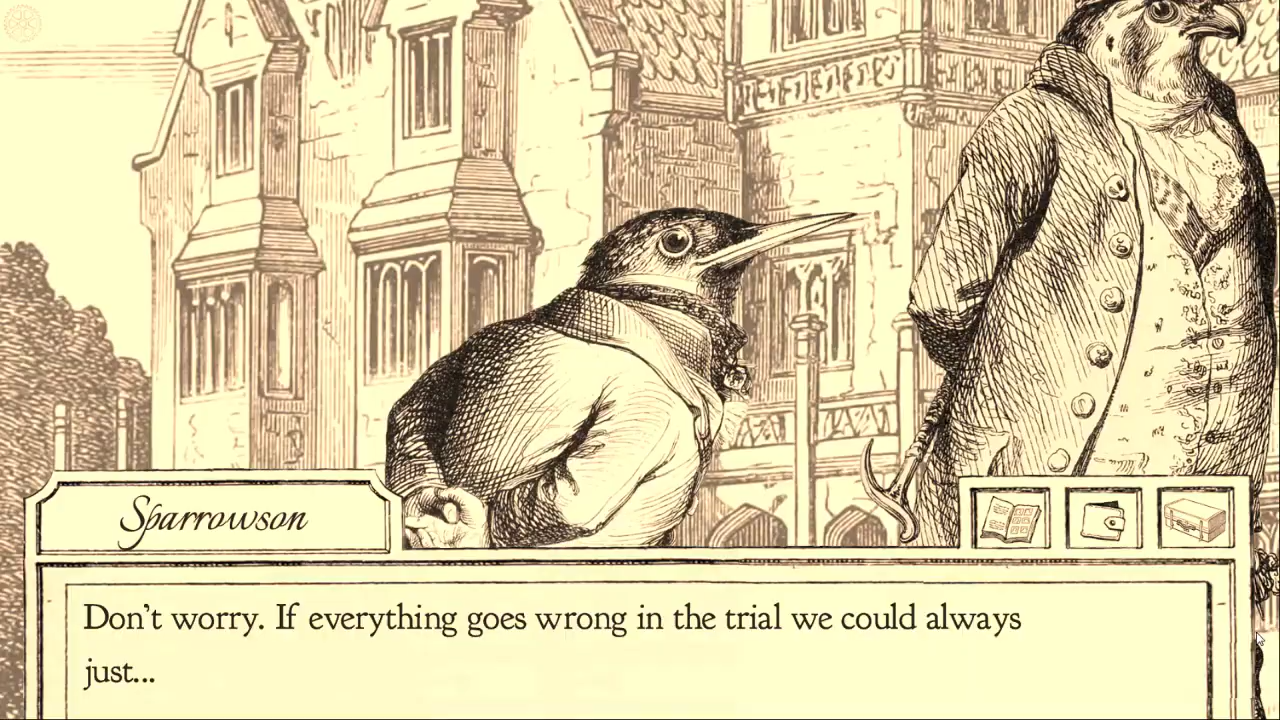 Sparrowson
Don't worry. If everything goes wrong in the trial we could always
just...